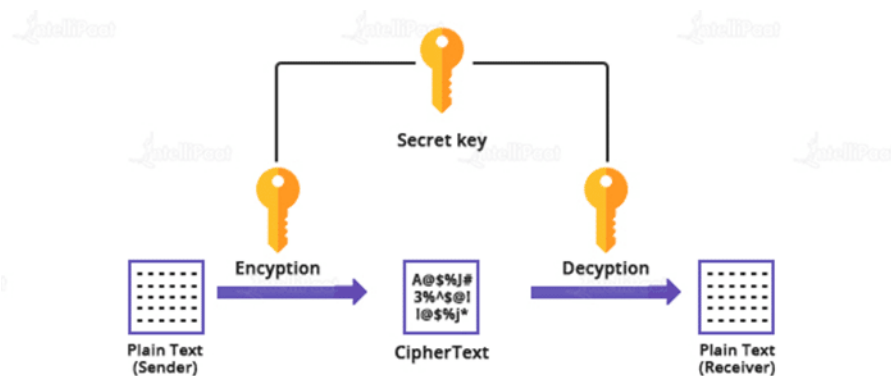 Secret key
Encyption
Decyption
A@$%J#
3%^$@!
!@$%j*
Plain Text
(Sender)
CipherText
Plain Text
(Receiver)